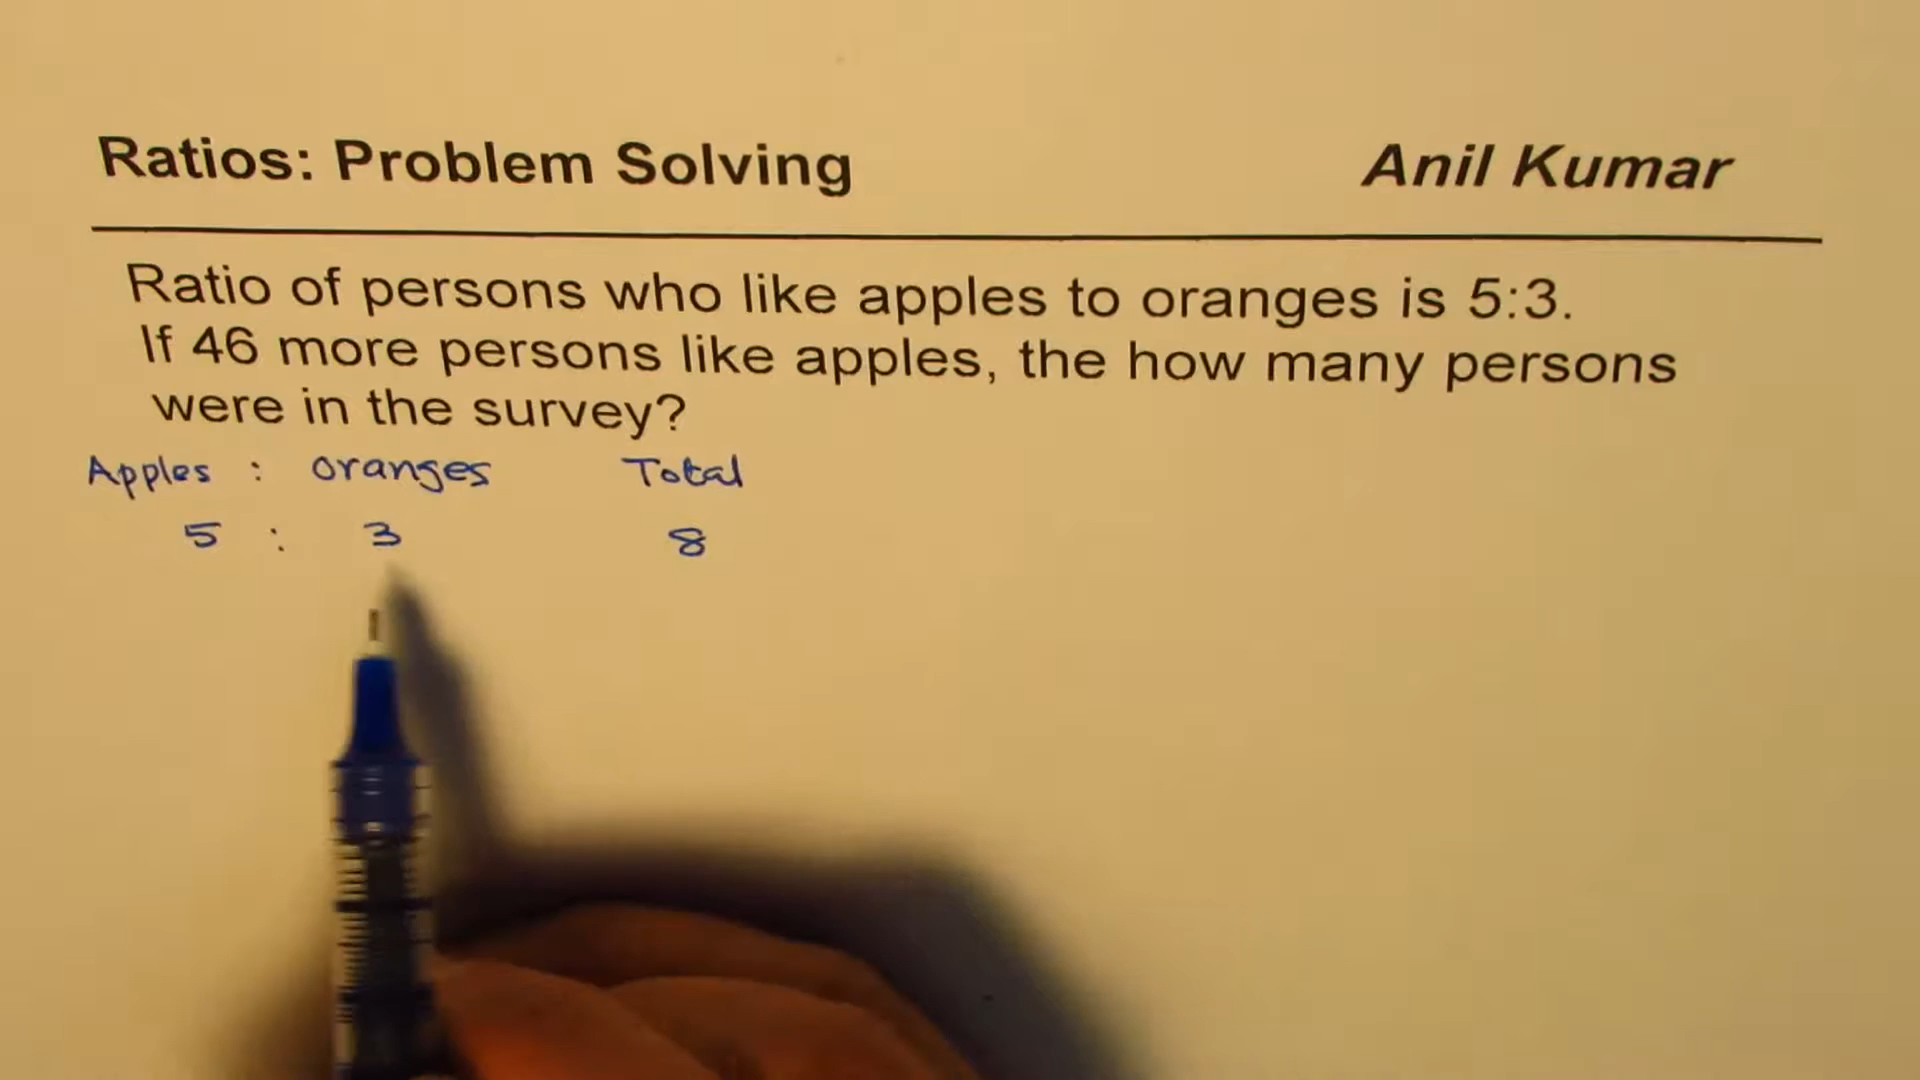 Ratios: Problem Solving Anil Kumar
Ratio of persons who like apples to oranges is 5:3.
If 46 more persons like apples, the how many persons
were in the survey?
Apples : oranges Total
5 : 3 8